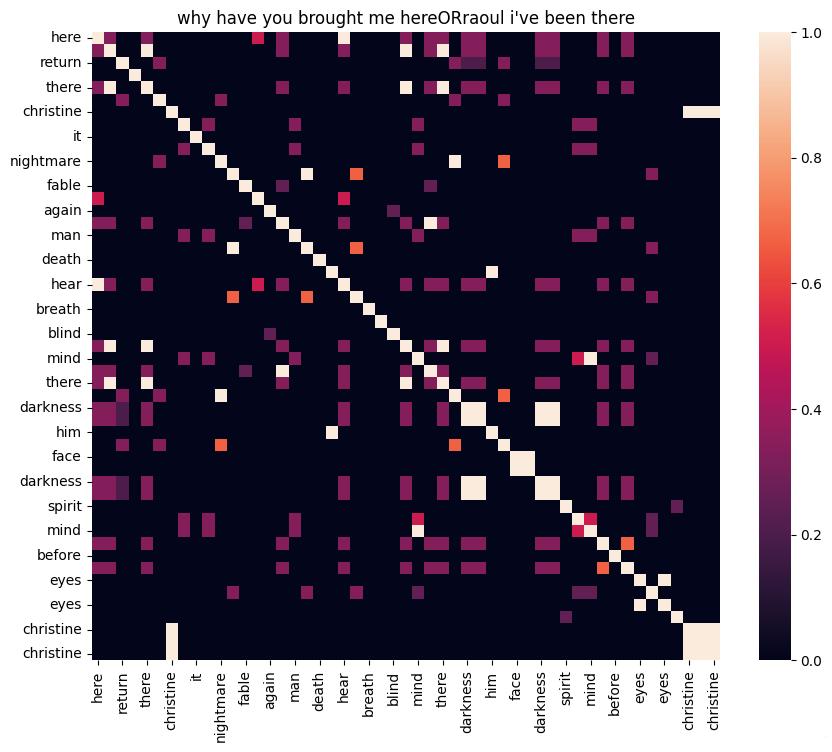 why have you brought me hereORraoul i've been there
here
return
there
christine
it
nightmare
fable
again
man
death
hear
breath
blind
mind
there
darkness
him
face
darkness
spirit
mind
before
eyes
eyes
christine
christine
1.0
0.8
0.6
0.4
0.2
0.0
here
return
there
christine
it
nightmare
fable
again
man
death
hear
breath
blind
mind
there
darkness
him
face
darkness
spirit
mind
before
eyes
eyes
christine
christine